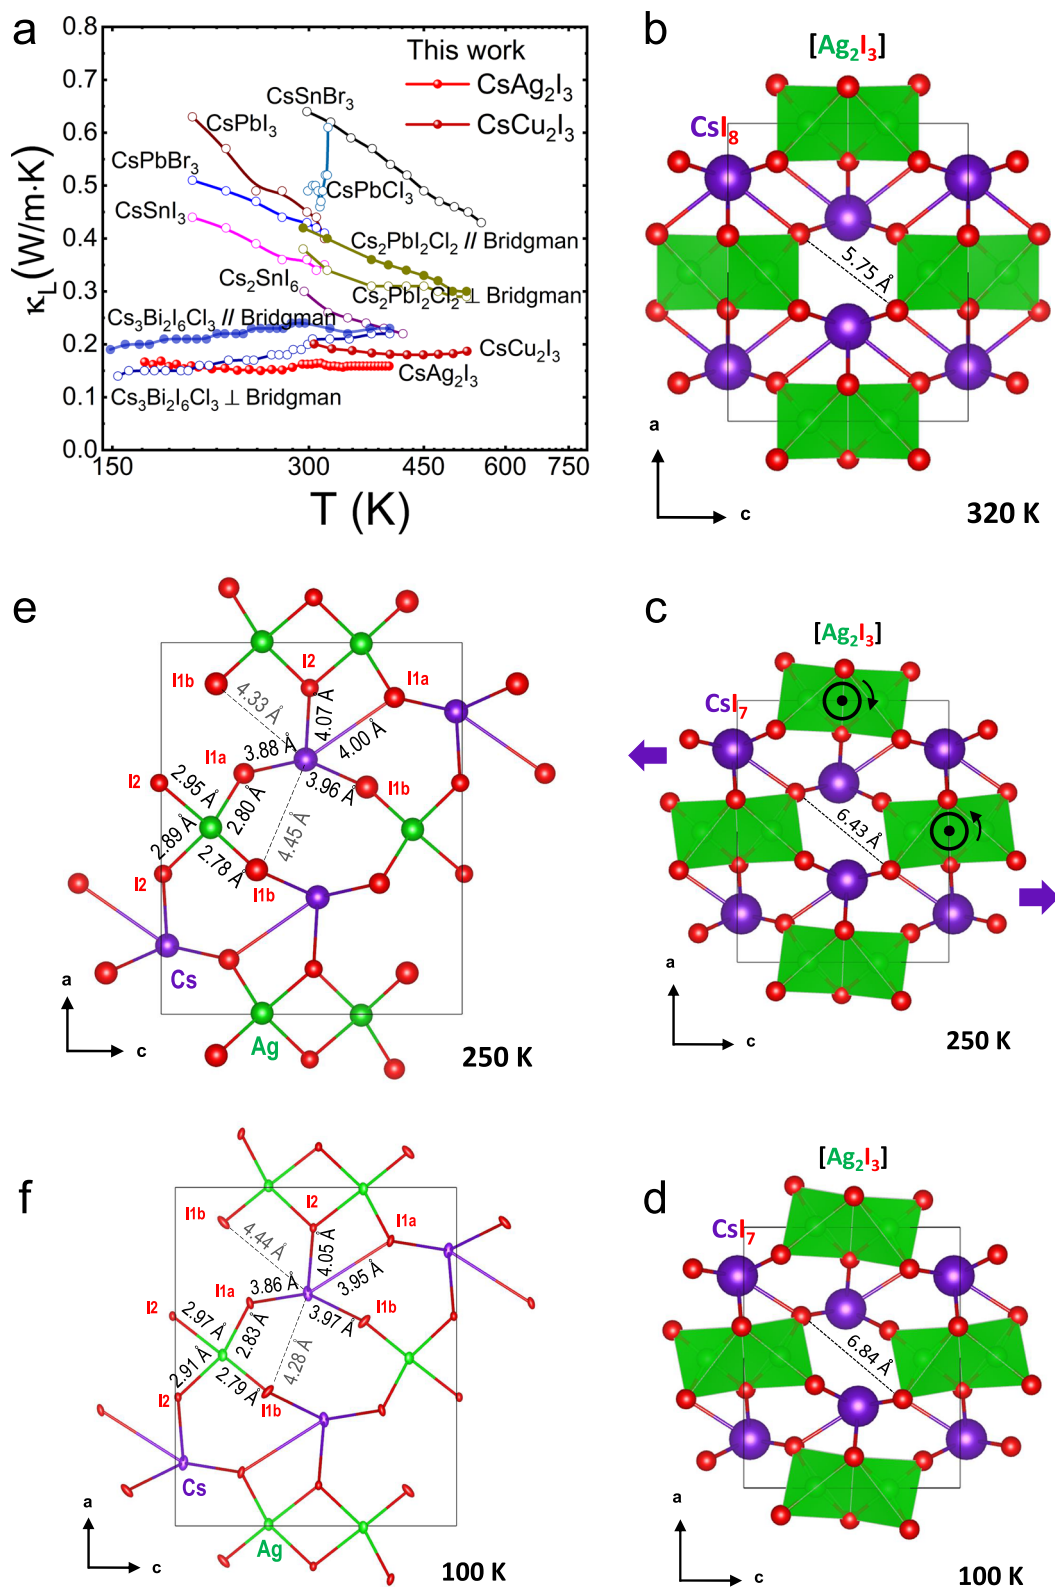 a
κL(W/m·K)
0.8
0.7
0.6
0.5
0.4
0.3
0.2
0.1
0.0
150
300
450
600
750
T (K)
This work
CsAg2I3
CsCu2I3
CsSnBr3
CsPbI3
CsPbBr3
CsPbCl3
CsSnI3
Cs2PbI2Cl2 // Bridgman
Cs2SnI6
Cs2PbI2Cl2 ⊥ Bridgman
Cs3Bi2I6Cl3 // Bridgman
CsCu2I3
CsAg2I3
Cs3Bi2I6Cl3 ⊥ Bridgman
b
[Ag2I3]
CsI8
5.75 Å
a
c
320 K
e
I1b
I2
I1a
4.33 Å
4.07 Å
4.00 Å
3.88 Å
I1a
3.96 Å
I1b
I2
2.95 Å
2.80 Å
4.45 Å
2.89 Å
2.78 Å
I2
I1b
Cs
Ag
a
c
250 K
c
[Ag2I3]
CsI7
6.43 Å
a
c
250 K
f
I1b
I2
I1a
4.44 Å
4.05 Å
3.95 Å
3.86 Å
I1a
3.97 Å
I1b
I2
2.97 Å
2.83 Å
4.28 Å
2.91 Å
2.79 Å
I2
I1b
Cs
Ag
a
c
100 K
d
[Ag2I3]
CsI7
6.84 Å
a
c
100 K